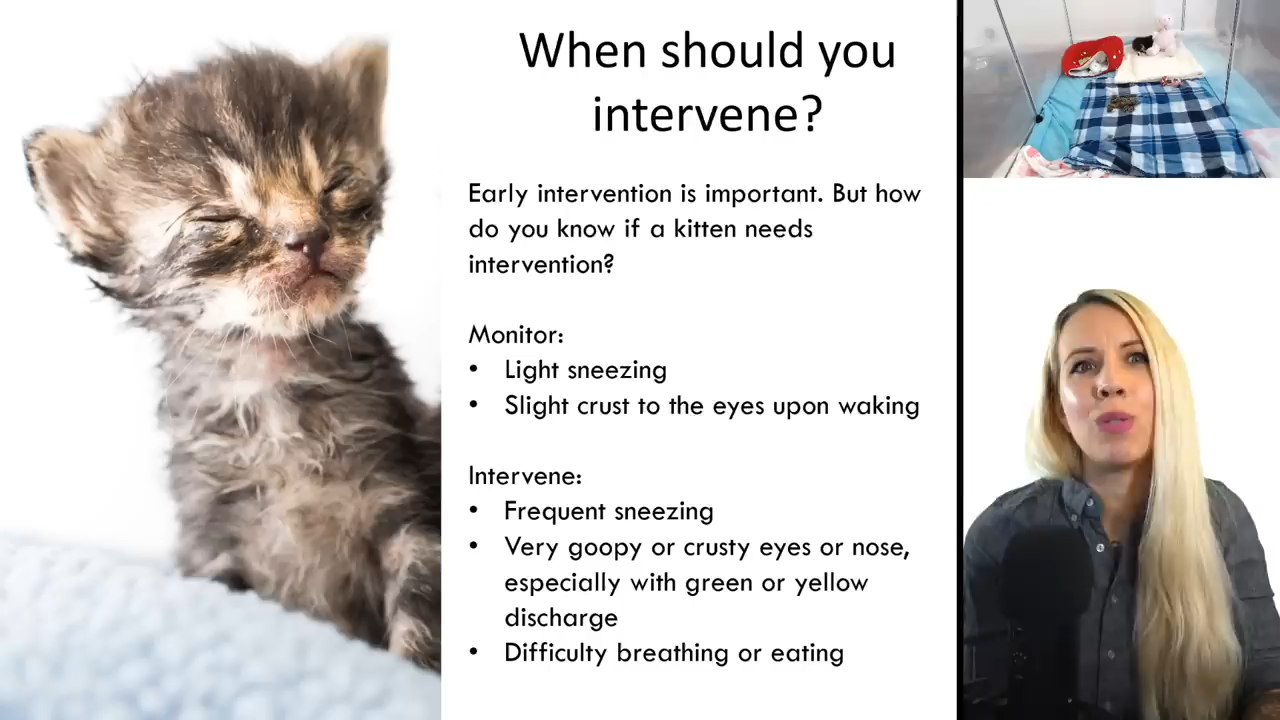 When should you
intervene?
Early intervention is important. But how
do you know if a kitten needs
intervention?
Monitor:
• Light sneezing
• Slight crust to the eyes upon waking
Intervene:
• Frequent sneezing
• Very goopy or crusty eyes or nose,
especially with green or yellow
discharge
• Difficulty breathing or eating